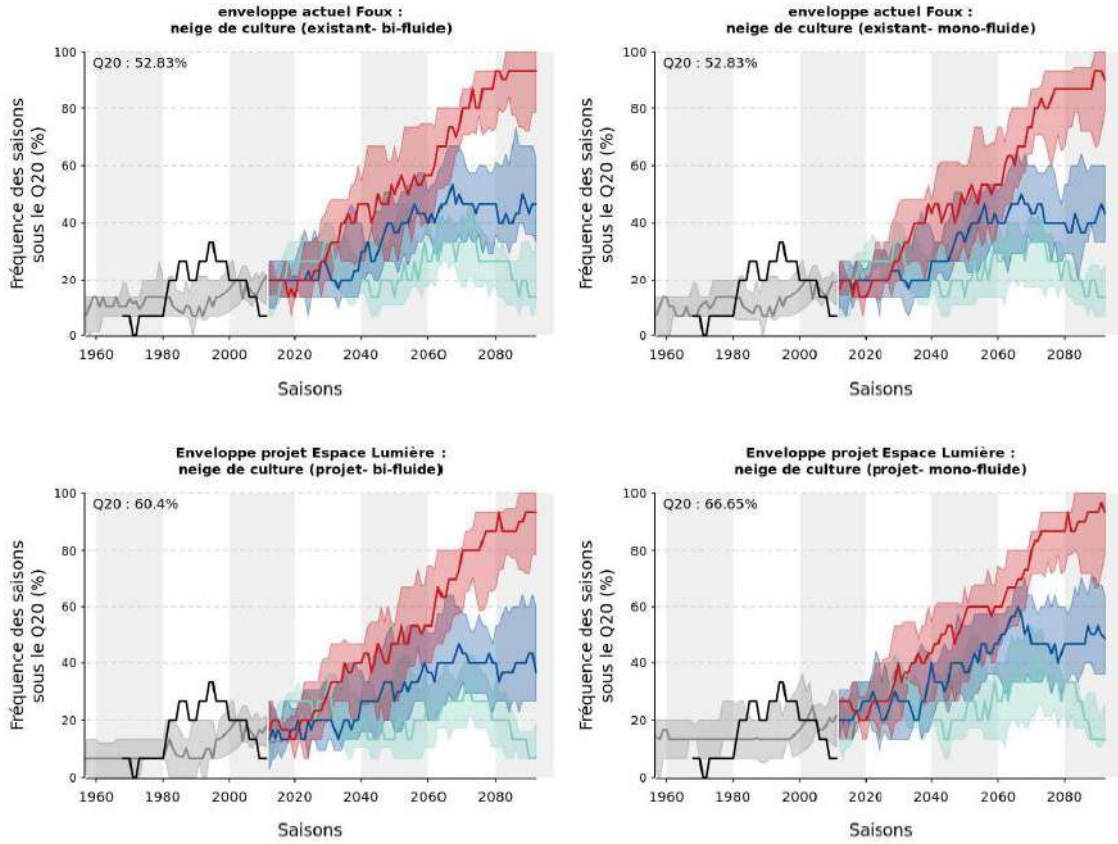 enveloppe actuel Foux :
neige de culture (existant- bi-fluide)
Q20 : 52.83%
Fréquence des saisons
sous le Q20 (%)
100
80
60
40
20
0
1960 1980 2000 2020 2040 2060 2080
Saisons
enveloppe actuel Foux :
neige de culture (existant- mono-fluide)
Q20 : 52.83%
Fréquence des saisons
sous le Q20 (%)
100
80
60
40
20
0
1960 1980 2000 2020 2040 2060 2080
Saisons
Enveloppe projet Espace Lumière :
neige de culture (projet- bi-fluide)
Q20 : 60.4%
Fréquence des saisons
sous le Q20 (%)
100
80
60
40
20
0
1960 1980 2000 2020 2040 2060 2080
Saisons
Enveloppe projet Espace Lumière :
neige de culture (projet- mono-fluide)
Q20 : 66.65%
Fréquence des saisons
sous le Q20 (%)
100
80
60
40
20
0
1960 1980 2000 2020 2040 2060 2080
Saisons